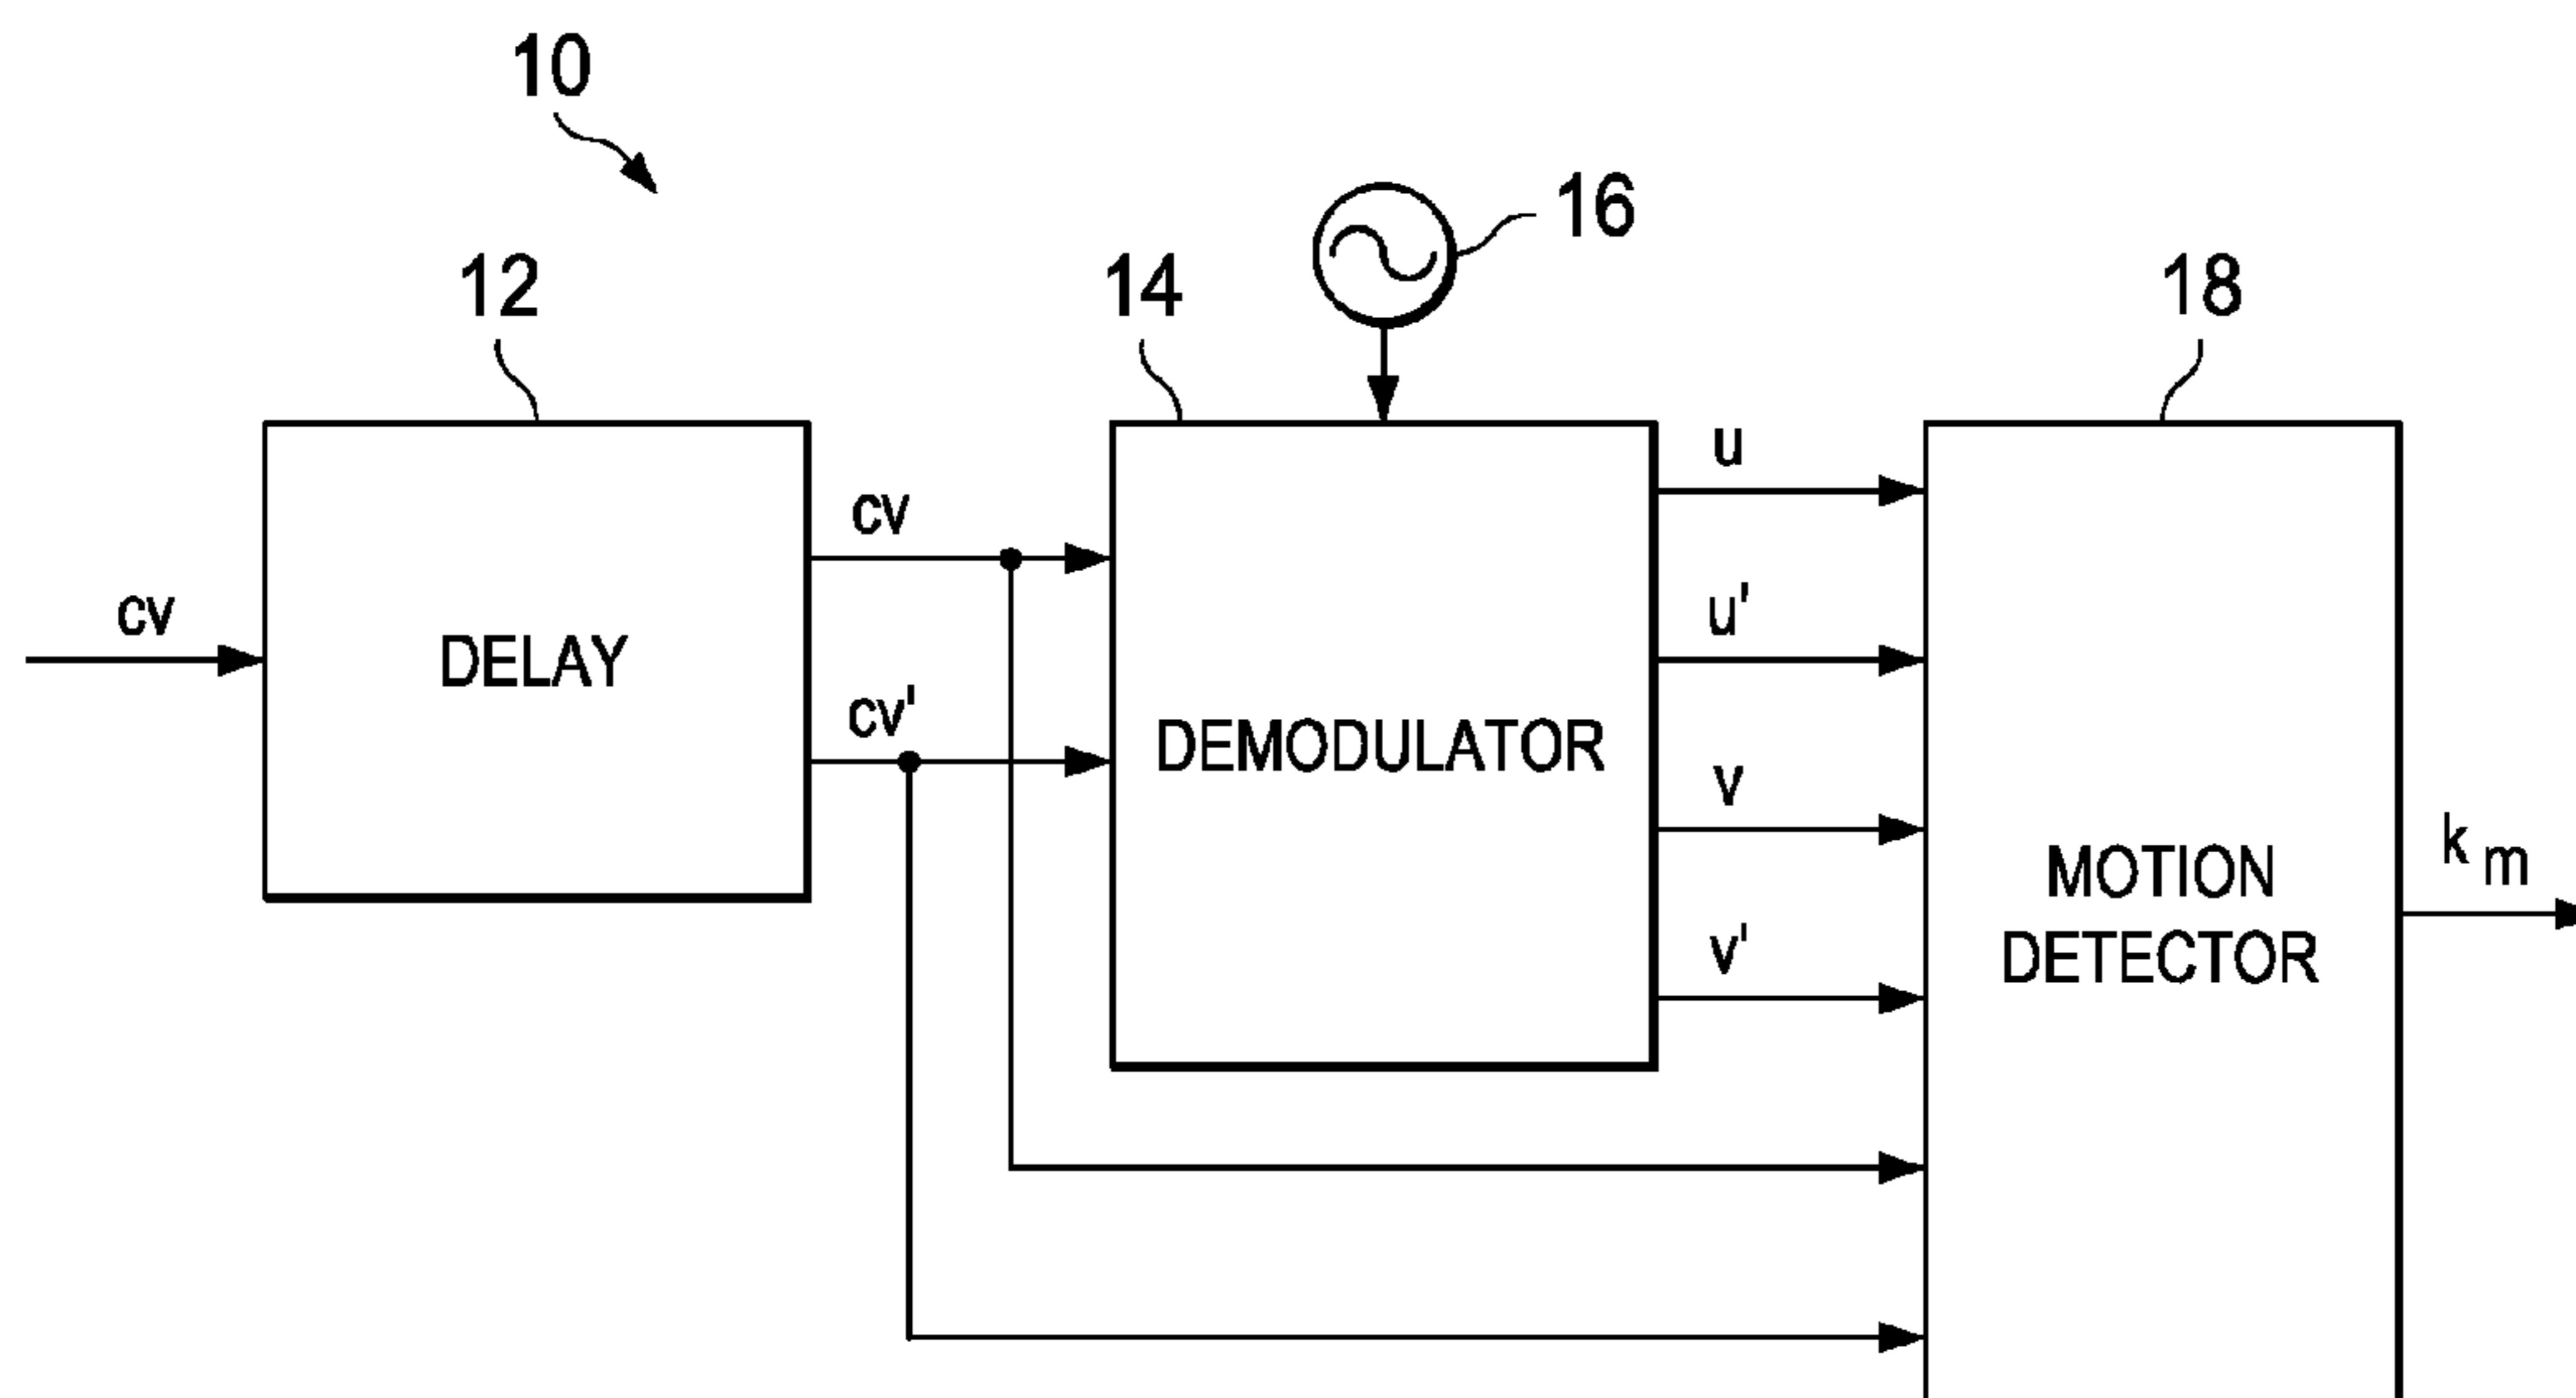 10
16
12
14
18
u
cv
u'
cv
DELAY
cv'
DEMODULATOR
v
k m
MOTION
DETECTOR
v'